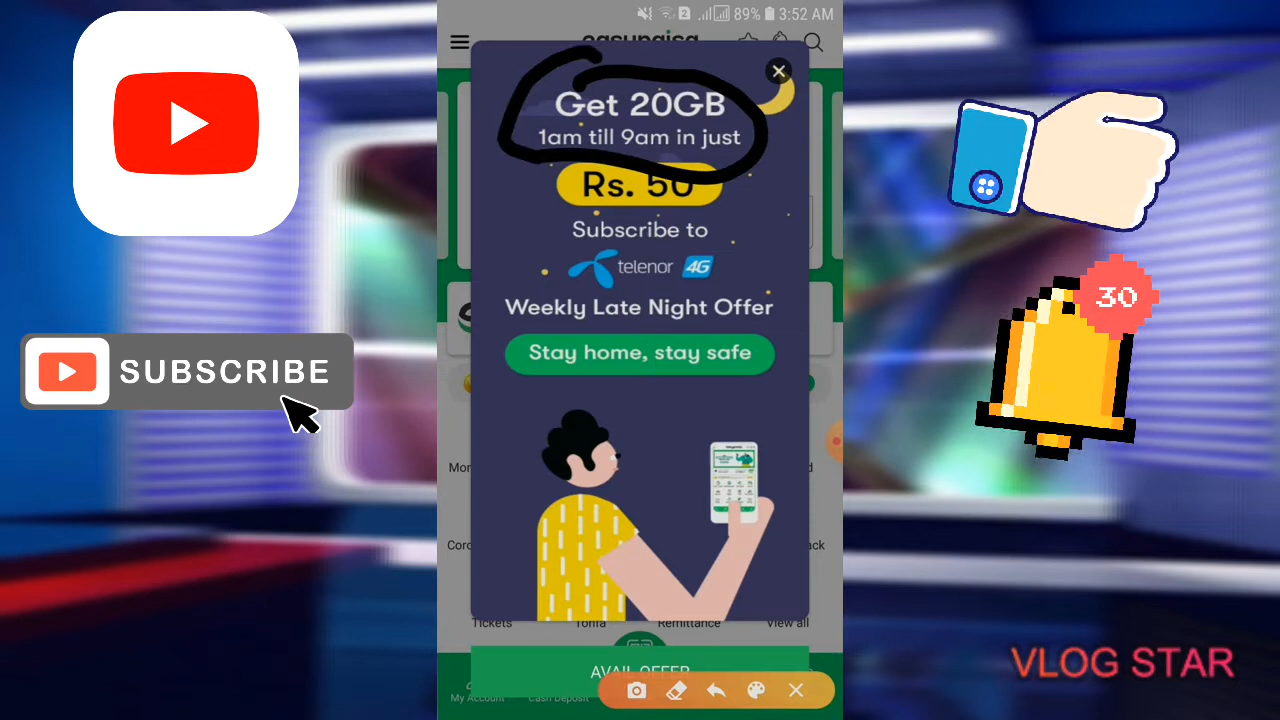 89% 3:52 AM
easypaisa
Get 20GB
1am till 9am in just
Rs. 50
Subscribe to
telenor 4G
Weekly Late Night Offer
Stay home, stay safe
SUBSCRIBE
30
Tickets
Remittance
View all
AVAIL OFFER
My Account
Cash Deposit
VLOG STAR